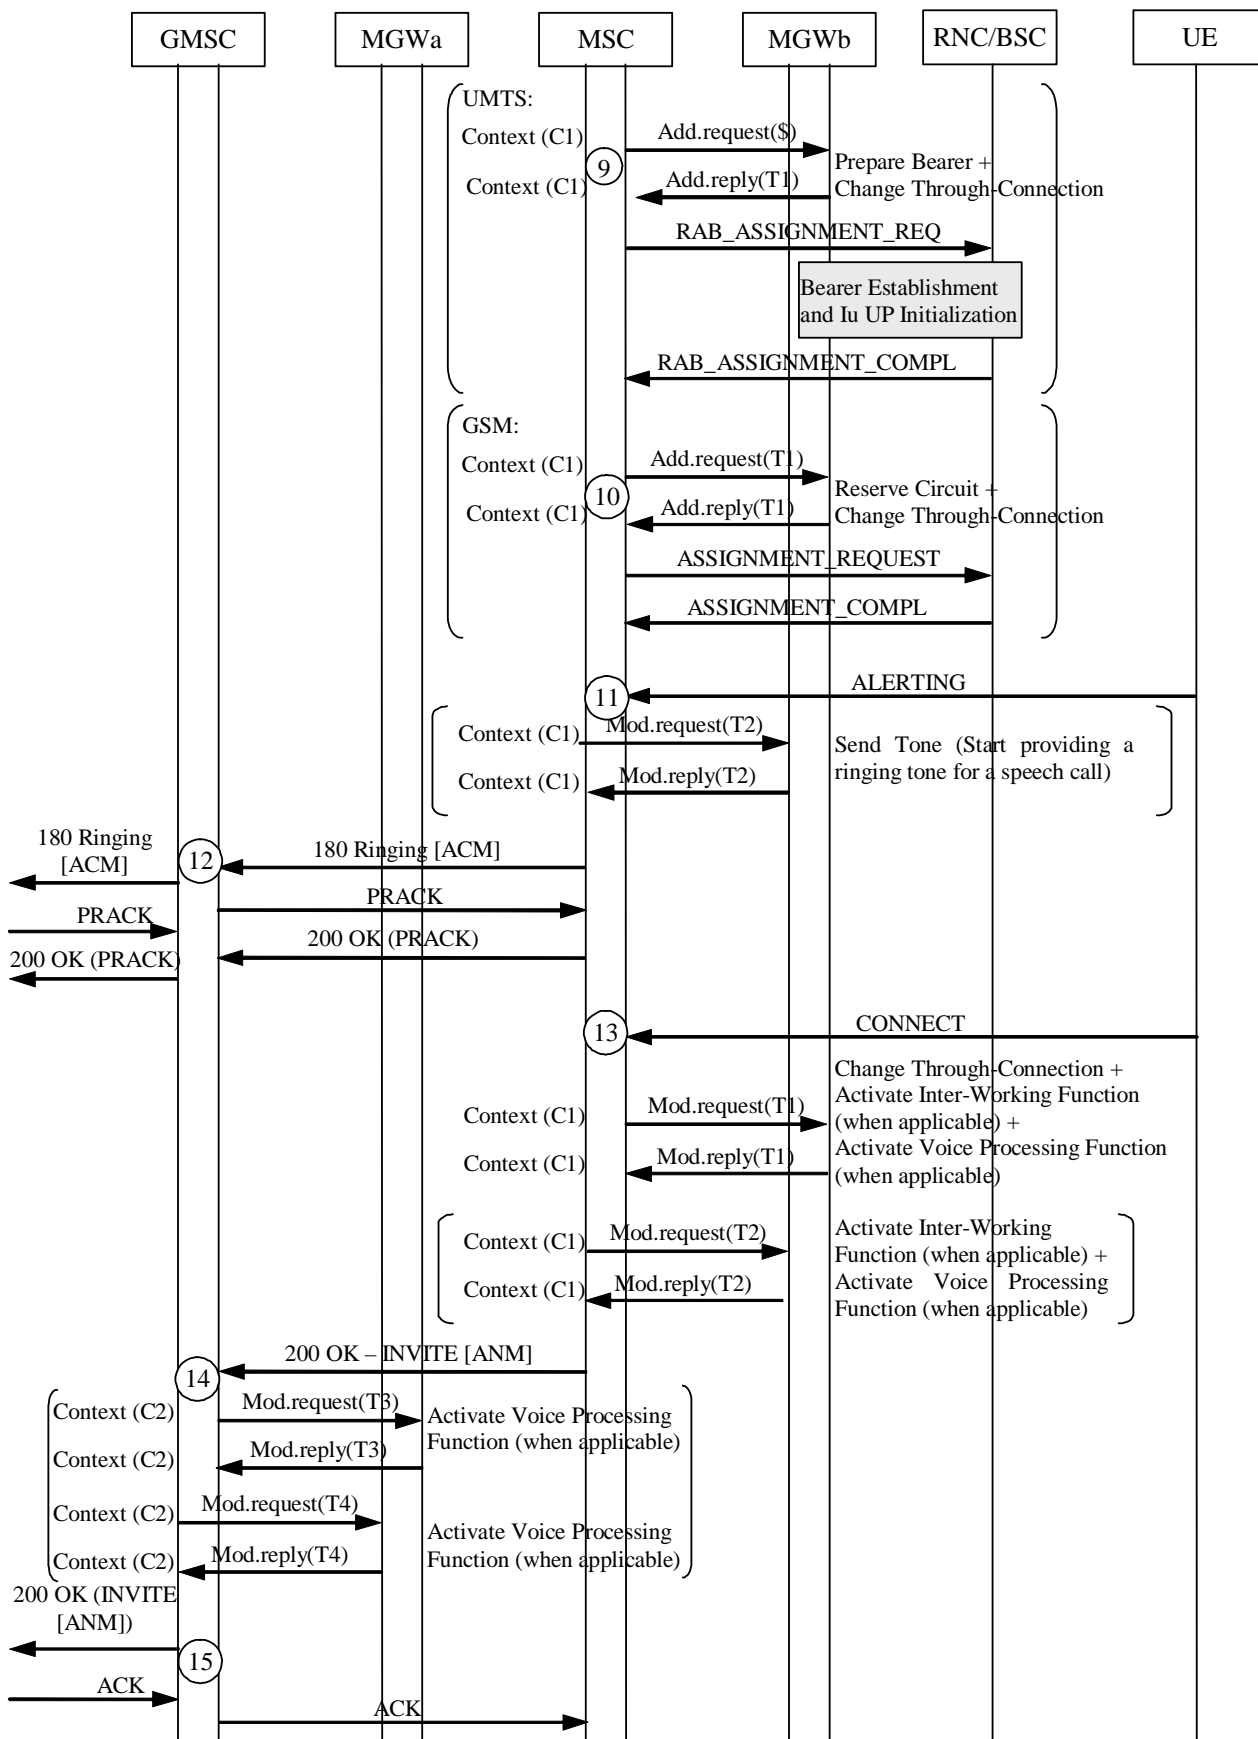 GMSC
MGWa
MSC
MGWb
RNC/BSC
UE
UMTS:
Context (C1)
Add.request($)
9
Prepare Bearer +
Change Through-Connection
Context (C1)
Add.reply(T1)
RAB_ASSIGNMENT_REQ
Bearer Establishment
and Iu UP Initialization
RAB_ASSIGNMENT_COMPL
GSM:
Context (C1)
Add.request(T1)
10
Reserve Circuit +
Change Through-Connection
Context (C1)
Add.reply(T1)
ASSIGNMENT_REQUEST
ASSIGNMENT_COMPL
11
ALERTING
Context (C1)
Mod.request(T2)
Send Tone (Start providing a
ringing tone for a speech call)
Context (C1)
Mod.reply(T2)
180 Ringing
[ACM]
12
180 Ringing [ACM]
PRACK
PRACK
200 OK (PRACK)
200 OK (PRACK)
13
CONNECT
Change Through-Connection +
Activate Inter-Working Function
(when applicable) +
Activate Voice Processing Function
(when applicable)
Context (C1)
Mod.request(T1)
Context (C1)
Mod.reply(T1)
Context (C1)
Mod.request(T2)
Activate Inter-Working
Function (when applicable) +
Activate Voice Processing
Function (when applicable)
Context (C1)
Mod.reply(T2)
14
200 OK – INVITE [ANM]
Context (C2)
Mod.request(T3)
Activate Voice Processing
Function (when applicable)
Context (C2)
Mod.reply(T3)
Context (C2)
Mod.request(T4)
Activate Voice Processing
Function (when applicable)
Context (C2)
Mod.reply(T4)
200 OK (INVITE
[ANM])
15
ACK
ACK